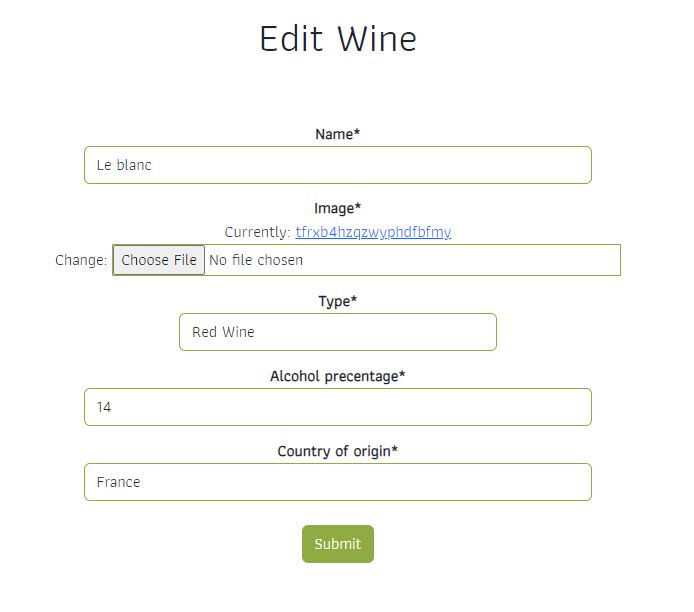 Edit Wine
Name*
Le blanc
Image*
Currently: tfrxb4hzqzwyphdfbfmy
Change: Choose File No file chosen
Type*
Red Wine
Alcohol precentage*
14
Country of origin*
France
Submit